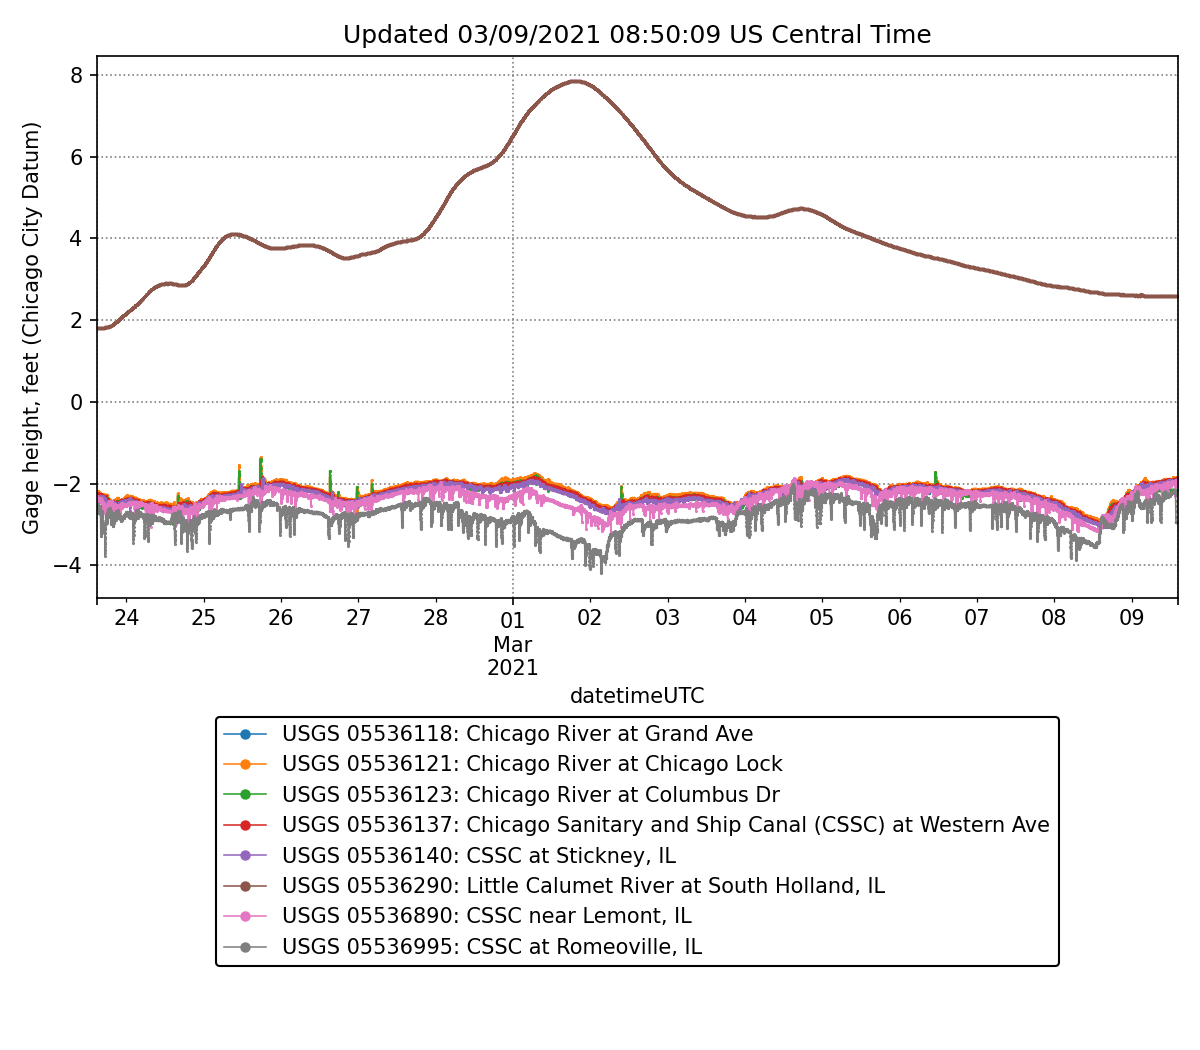 Updated 03/09/2021 08:50:09 US Central Time
Gage height, feet (Chicago City Datum)
8
6
4
2
0
−2
−4
24 25 26 27 28 01 02 03 04 05 06 07 08 09
Mar
2021
datetimeUTC
USGS 05536118: Chicago River at Grand Ave
USGS 05536121: Chicago River at Chicago Lock
USGS 05536123: Chicago River at Columbus Dr
USGS 05536137: Chicago Sanitary and Ship Canal (CSSC) at Western Ave
USGS 05536140: CSSC at Stickney, IL
USGS 05536290: Little Calumet River at South Holland, IL
USGS 05536890: CSSC near Lemont, IL
USGS 05536995: CSSC at Romeoville, IL